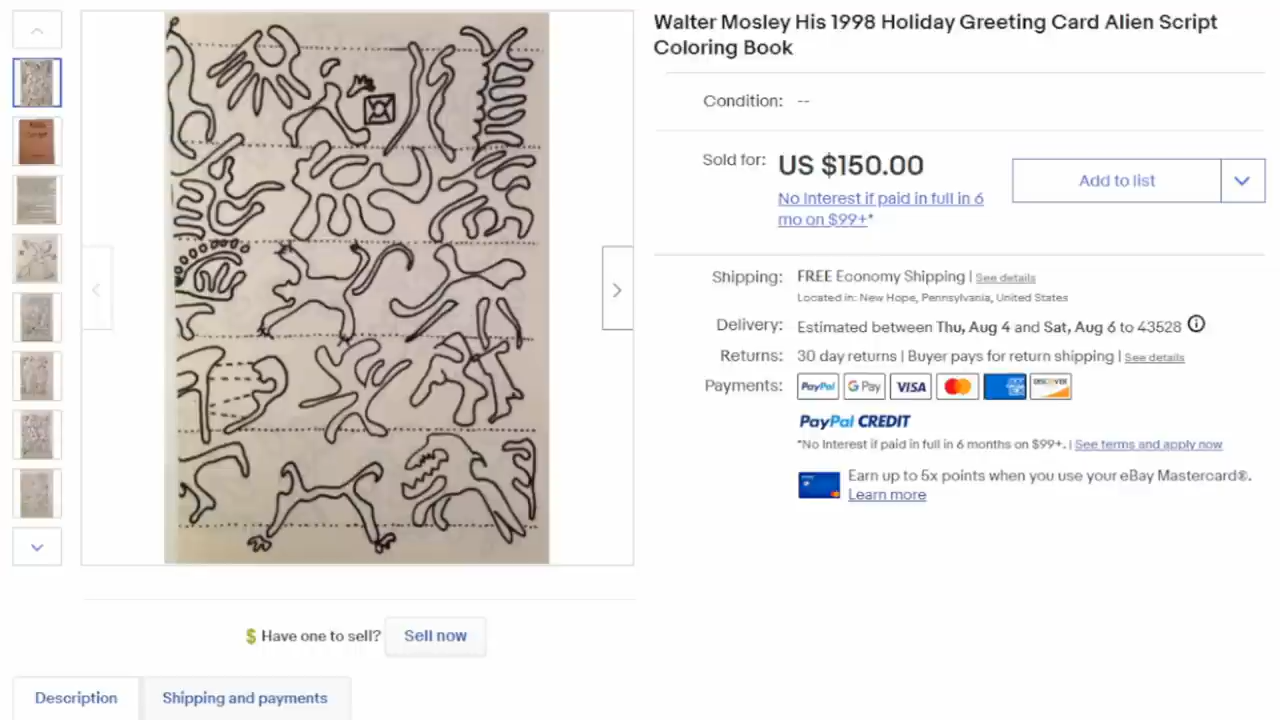 Walter Mosley His 1998 Holiday Greeting Card Alien Script
Coloring Book
Condition: --
Sold for: US $150.00
Add to list
No Interest if paid in full in 6
mo on $99+*
Shipping: FREE Economy Shipping | See details
Located in: New Hope, Pennsylvania, United States
Delivery: Estimated between Thu, Aug 4 and Sat, Aug 6 to 43528
Returns: 30 day returns | Buyer pays for return shipping | See details
Payments: PayPal G Pay VISA DISCOVER
PayPal CREDIT
*No Interest if paid in full in 6 months on $99+. | See terms and apply now
Earn up to 5x points when you use your eBay Mastercard®.
Learn more
Have one to sell? Sell now
Description
Shipping and payments